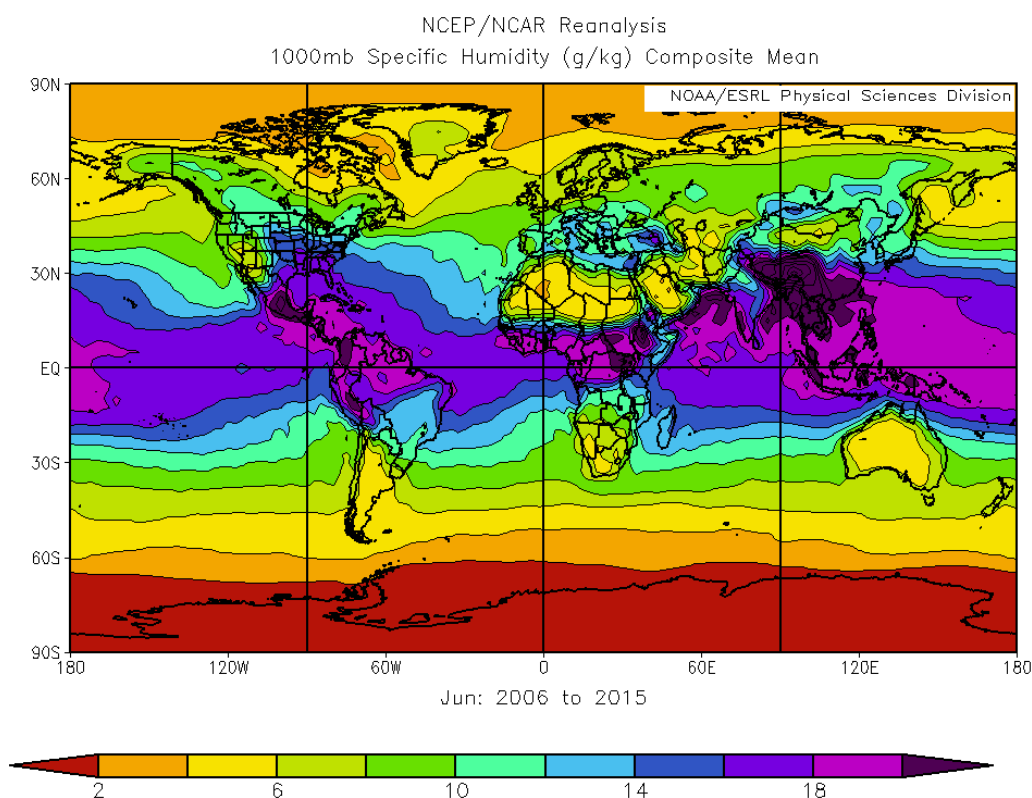 NCEP/NCAR Reanalysis
1000mb Specific Humidity (g/kg) Composite Mean
NOAA/ESRL Physical Sciences Division
90N
60N
30N
EQ
30S
60S
90S
180 120W 60W 0 60E 120E 180
Jun: 2006 to 2015
2 6 10 14 18